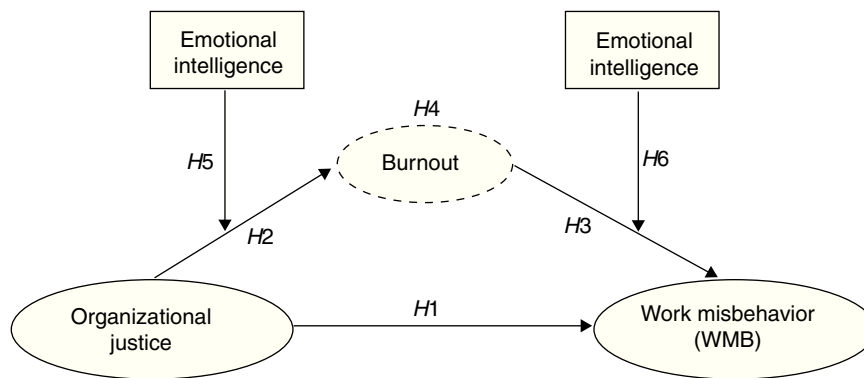 Emotional
intelligence
Emotional
intelligence
H4
Burnout
H5
H6
H2
H3
Organizational
justice
H1
Work misbehavior
(WMB)